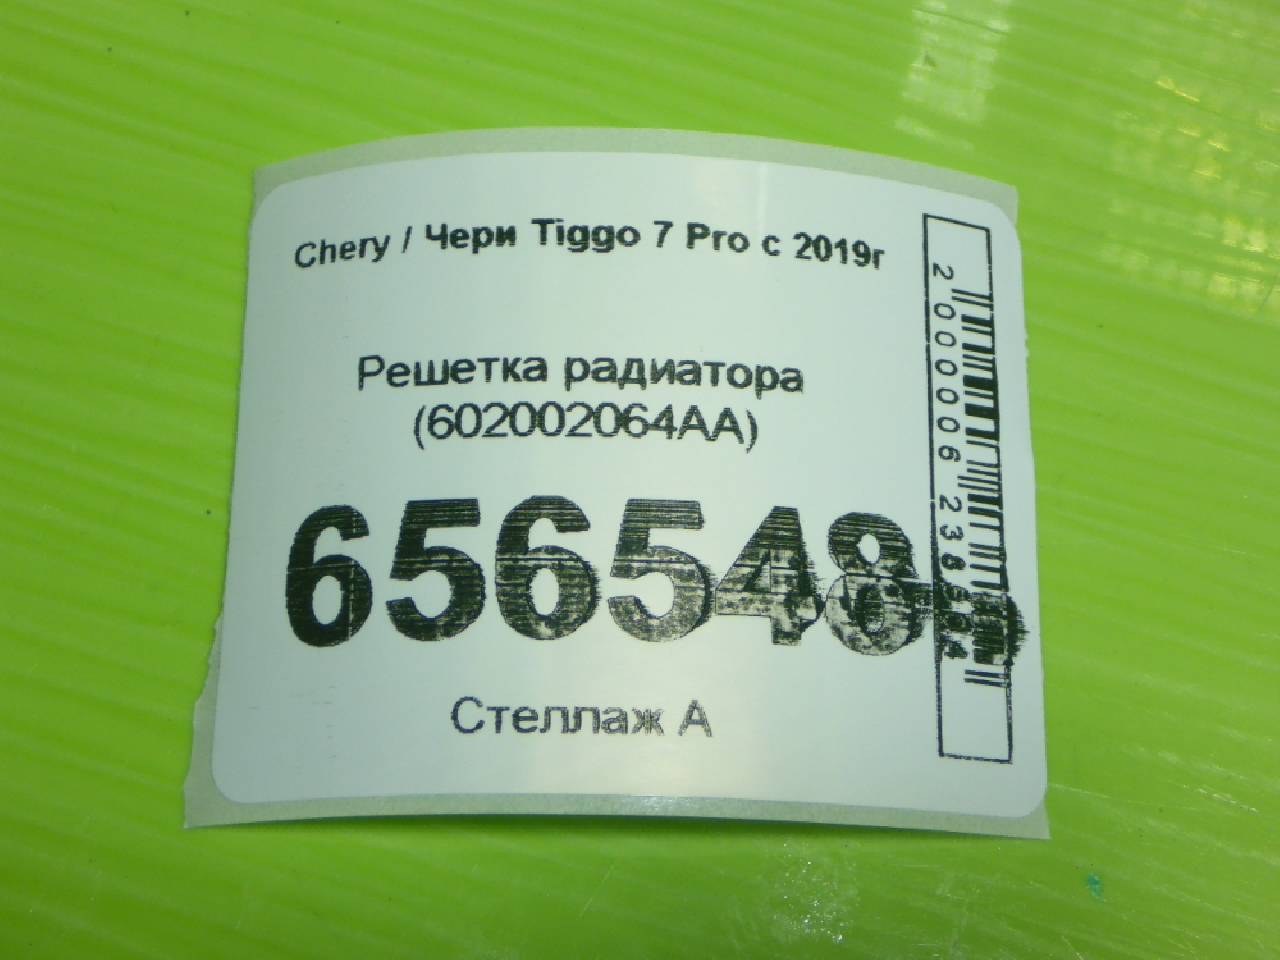 Chery / Чери Tiggo 7 Pro с 2019г
Решетка радиатора
(602002064AA)
656548
Стеллаж А